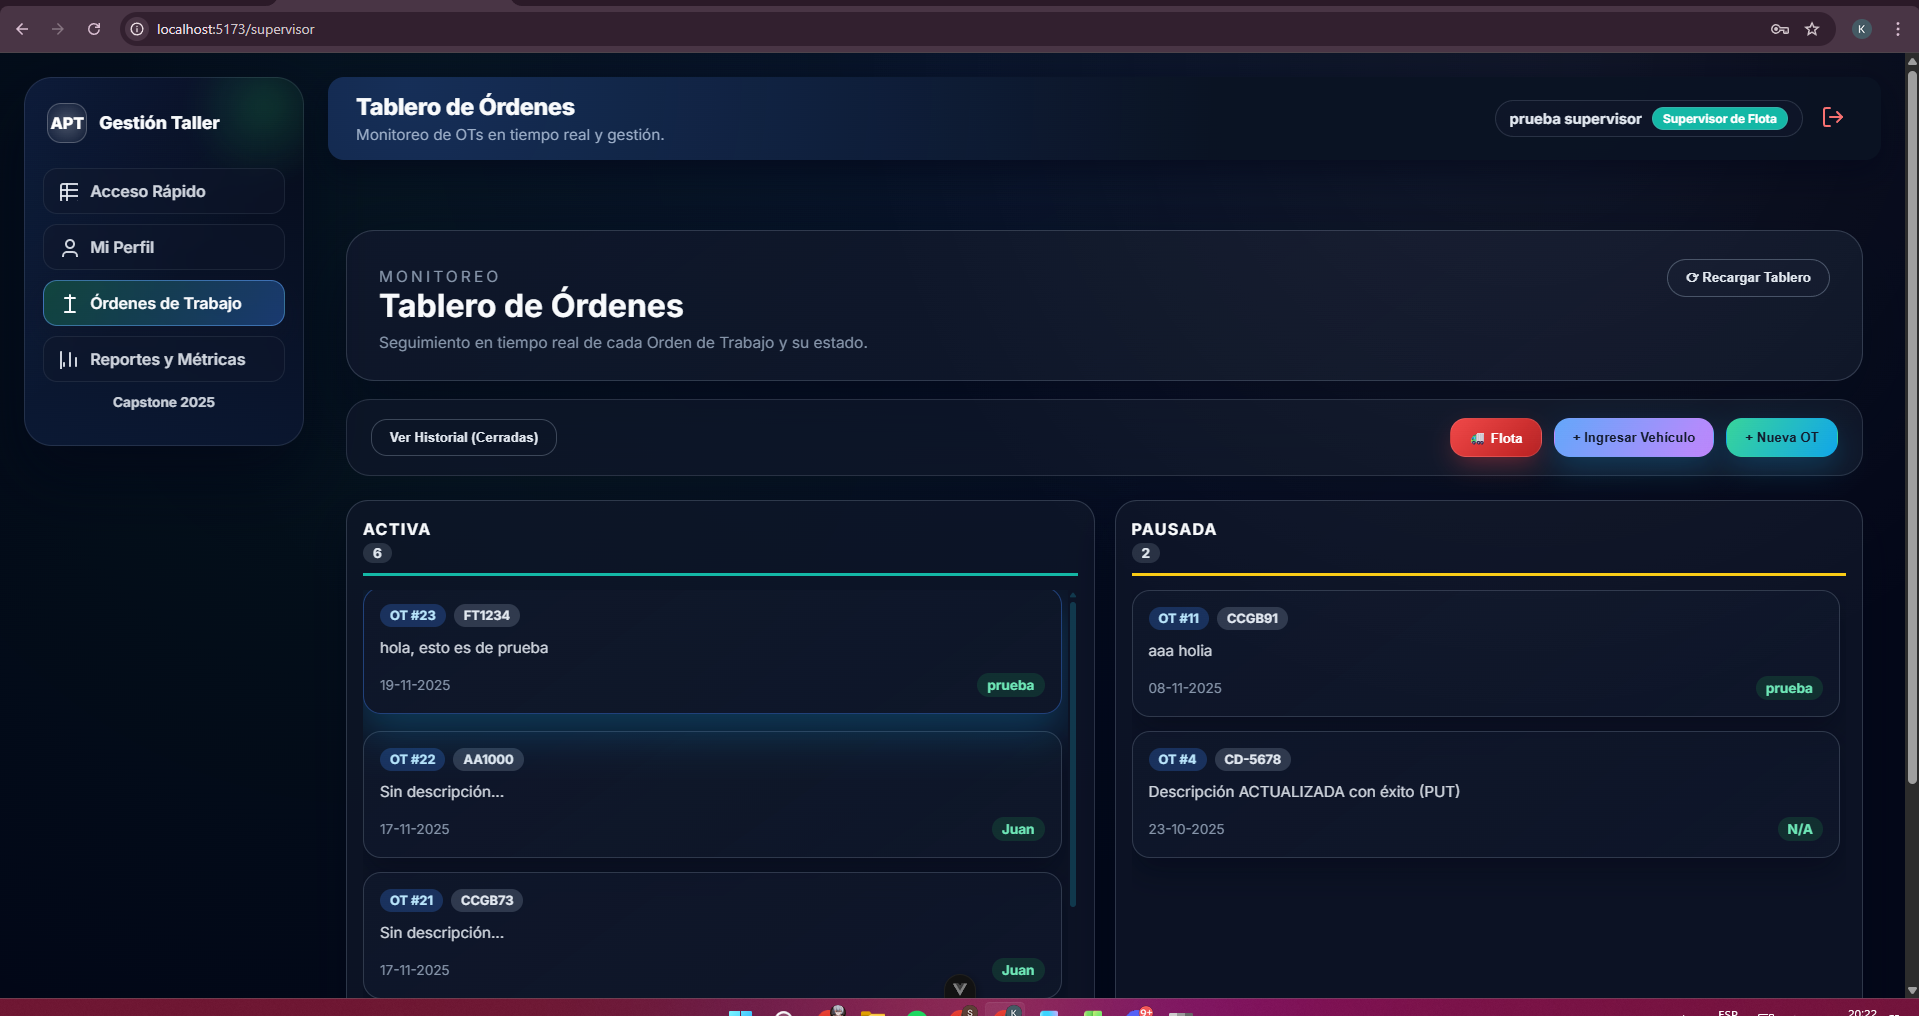 localhost:5173/supervisor
K
APT Gestión Taller
Acceso Rápido
Mi Perfil
Órdenes de Trabajo
Reportes y Métricas
Capstone 2025
Tablero de Órdenes
Monitoreo de OTs en tiempo real y gestión.
prueba supervisor Supervisor de Flota
MONITOREO
Tablero de Órdenes
Seguimiento en tiempo real de cada Orden de Trabajo y su estado.
⟳ Recargar Tablero
Ver Historial (Cerradas)
🚛 Flota
+ Ingresar Vehículo
+ Nueva OT
ACTIVA
6
OT #23 FT1234
hola, esto es de prueba
19-11-2025 prueba
OT #22 AA1000
Sin descripción...
17-11-2025 Juan
OT #21 CCGB73
Sin descripción...
17-11-2025 Juan
PAUSADA
2
OT #11 CCGB91
aaa holia
08-11-2025 prueba
OT #4 CD-5678
Descripción ACTUALIZADA con éxito (PUT)
23-10-2025 N/A
S
K
9+
ESP
20:22